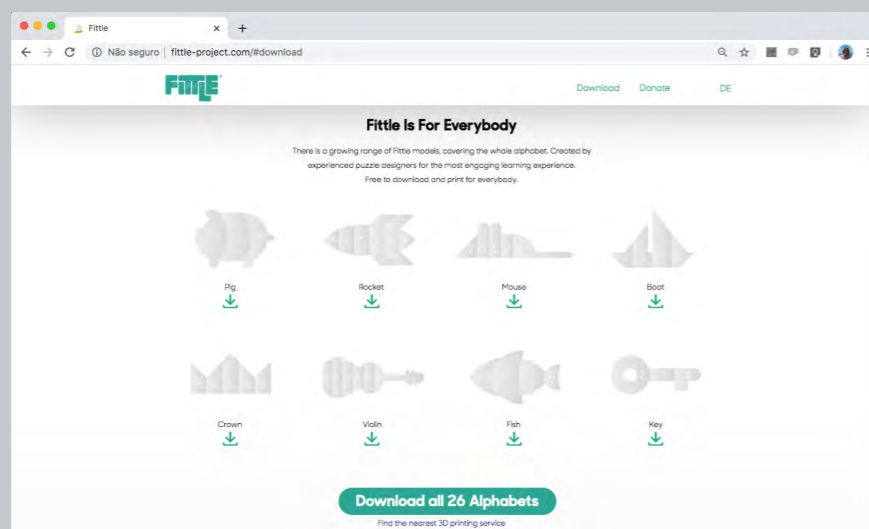 Fittle
Não seguro | fittle-project.com/#download
FITTLE
Download Donate DE
Fittle Is For Everybody
There is a growing range of Fittle models, covering the whole alphabet. Created by
experienced puzzle designers for the most engaging learning experience.
Free to download and print for everybody.
Pig Rocket Mouse Boat
Crown Violin Fish Key
Download all 26 Alphabets
Find the nearest 3D printing service